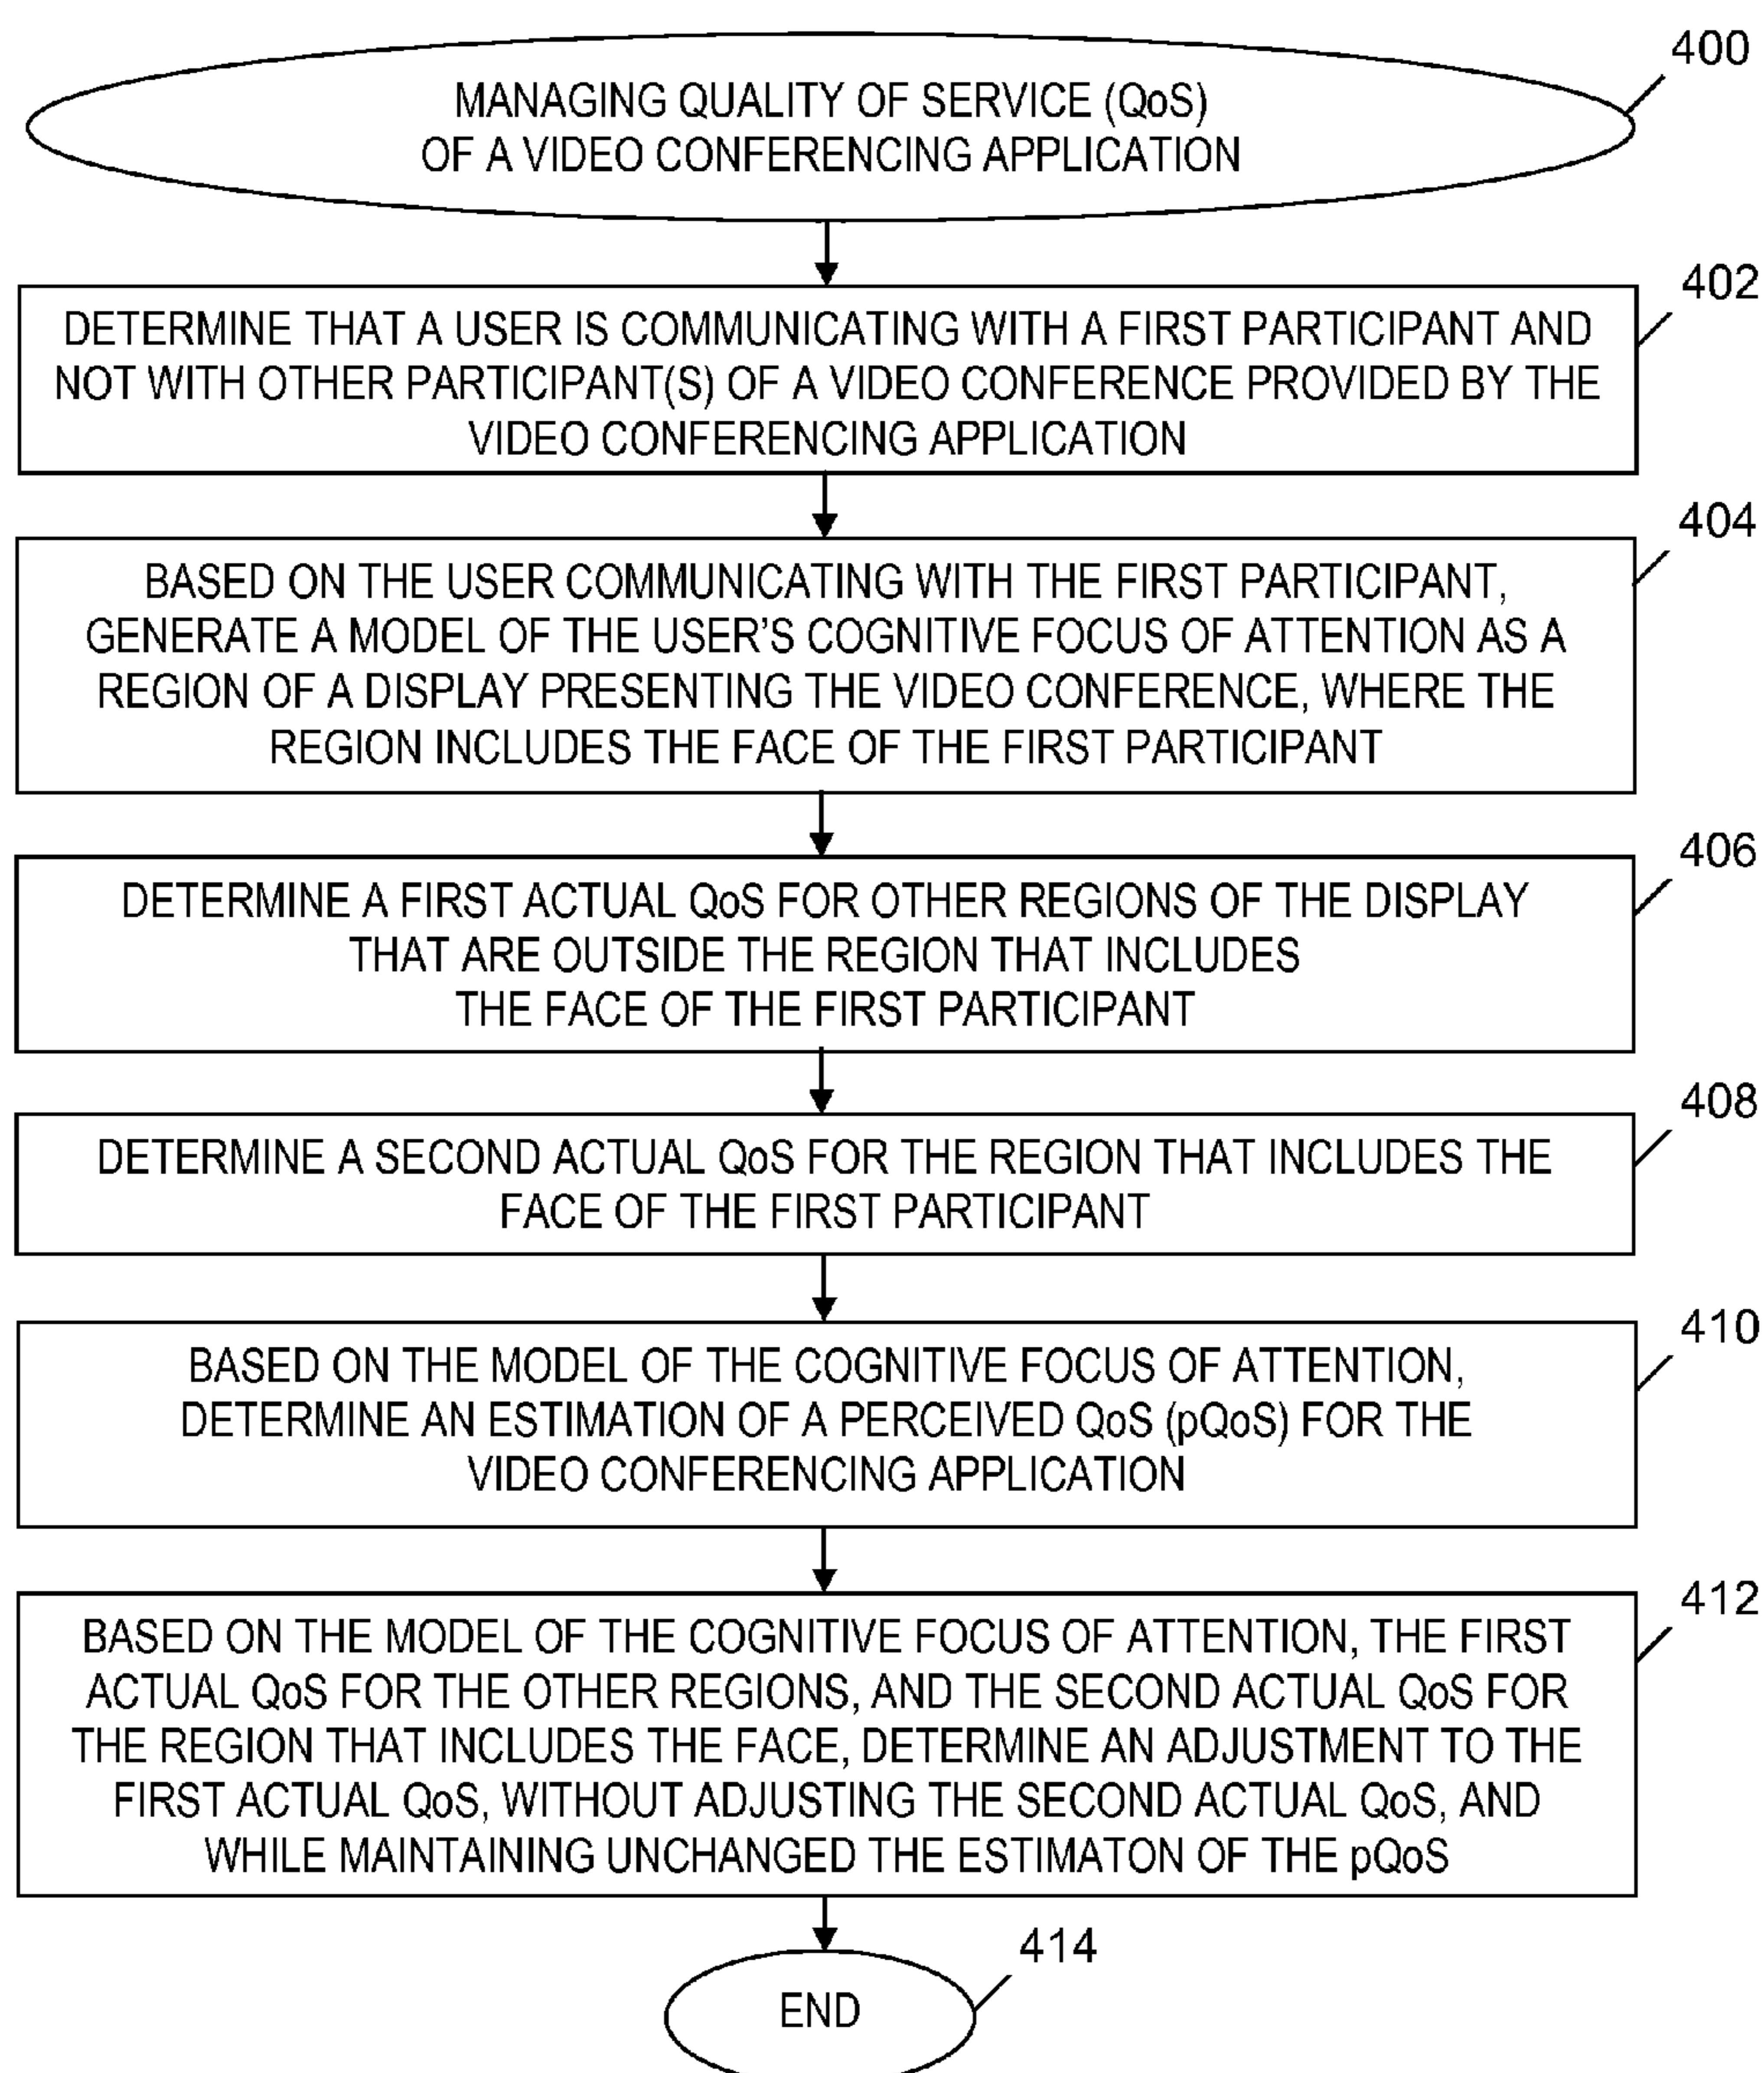 400
MANAGING QUALITY OF SERVICE (QoS)
OF A VIDEO CONFERENCING APPLICATION
402
DETERMINE THAT A USER IS COMMUNICATING WITH A FIRST PARTICIPANT AND
NOT WITH OTHER PARTICIPANT(S) OF A VIDEO CONFERENCE PROVIDED BY THE
VIDEO CONFERENCING APPLICATION
404
BASED ON THE USER COMMUNICATING WITH THE FIRST PARTICIPANT,
GENERATE A MODEL OF THE USER’S COGNITIVE FOCUS OF ATTENTION AS A
REGION OF A DISPLAY PRESENTING THE VIDEO CONFERENCE, WHERE THE
REGION INCLUDES THE FACE OF THE FIRST PARTICIPANT
406
DETERMINE A FIRST ACTUAL QoS FOR OTHER REGIONS OF THE DISPLAY
THAT ARE OUTSIDE THE REGION THAT INCLUDES
THE FACE OF THE FIRST PARTICIPANT
408
DETERMINE A SECOND ACTUAL QoS FOR THE REGION THAT INCLUDES THE
FACE OF THE FIRST PARTICIPANT
410
BASED ON THE MODEL OF THE COGNITIVE FOCUS OF ATTENTION,
DETERMINE AN ESTIMATION OF A PERCEIVED QoS (pQoS) FOR THE
VIDEO CONFERENCING APPLICATION
412
BASED ON THE MODEL OF THE COGNITIVE FOCUS OF ATTENTION, THE FIRST
ACTUAL QoS FOR THE OTHER REGIONS, AND THE SECOND ACTUAL QoS FOR
THE REGION THAT INCLUDES THE FACE, DETERMINE AN ADJUSTMENT TO THE
FIRST ACTUAL QoS, WITHOUT ADJUSTING THE SECOND ACTUAL QoS, AND
WHILE MAINTAINING UNCHANGED THE ESTIMATON OF THE pQoS
414
END